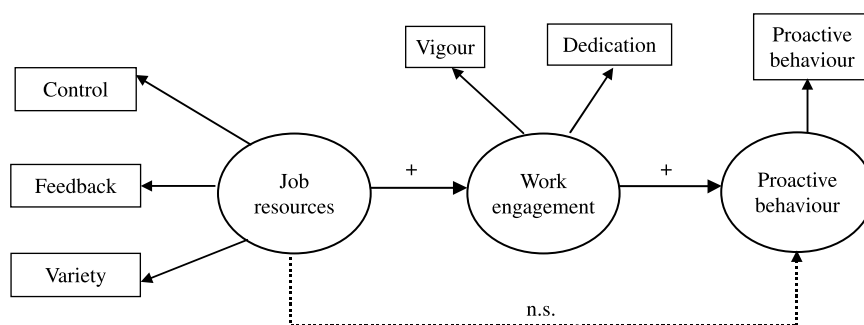 Control
Feedback
Variety
Job
resources
+
Vigour
Dedication
Work
engagement
+
Proactive
behaviour
Proactive
behaviour
n.s.